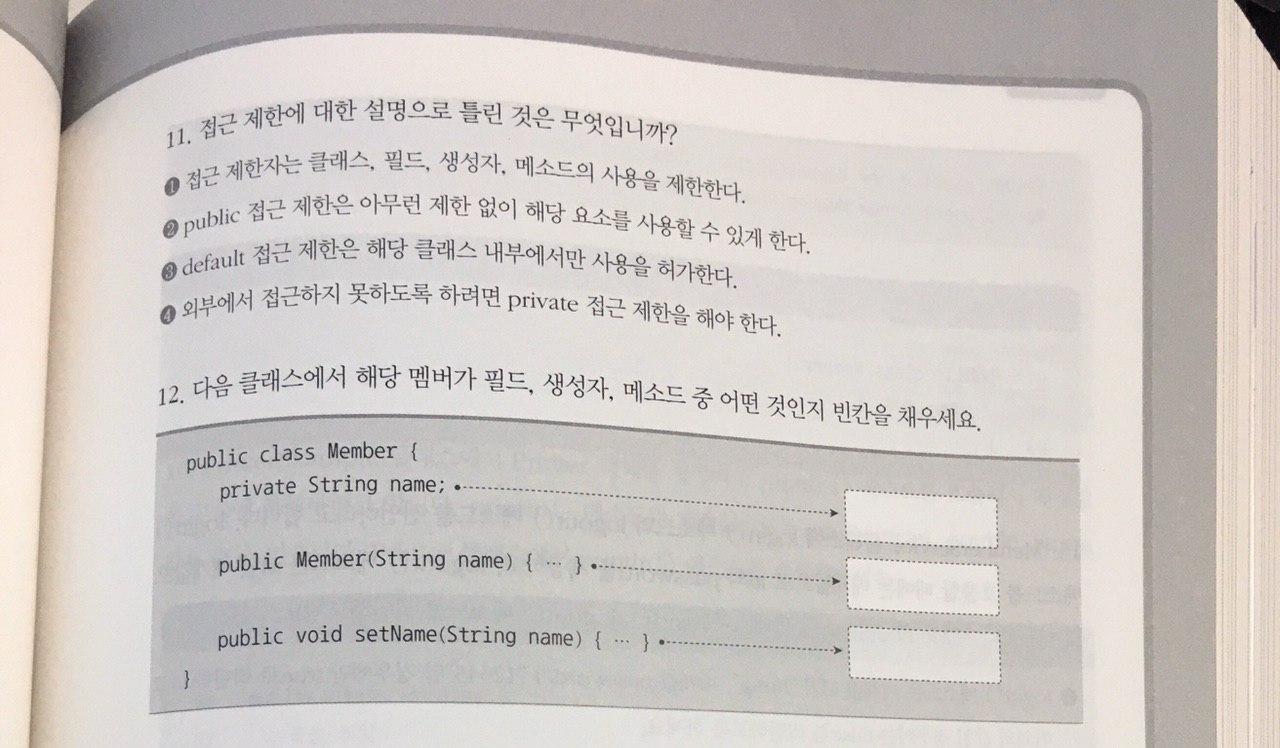 11. 접근 제한에 대한 설명으로 틀린 것은 무엇입니까?
❶ 접근 제한자는 클래스, 필드, 생성자, 메소드의 사용을 제한한다.
❷ public 접근 제한은 아무런 제한 없이 해당 요소를 사용할 수 있게 한다.
❸ default 접근 제한은 해당 클래스 내부에서만 사용을 허가한다.
❹ 외부에서 접근하지 못하도록 하려면 private 접근 제한을 해야 한다.
12. 다음 클래스에서 해당 멤버가 필드, 생성자, 메소드 중 어떤 것인지 빈칸을 채우세요.
public class Member {
private String name;
public Member(String name) { ··· }
public void setName(String name) { ··· }
}